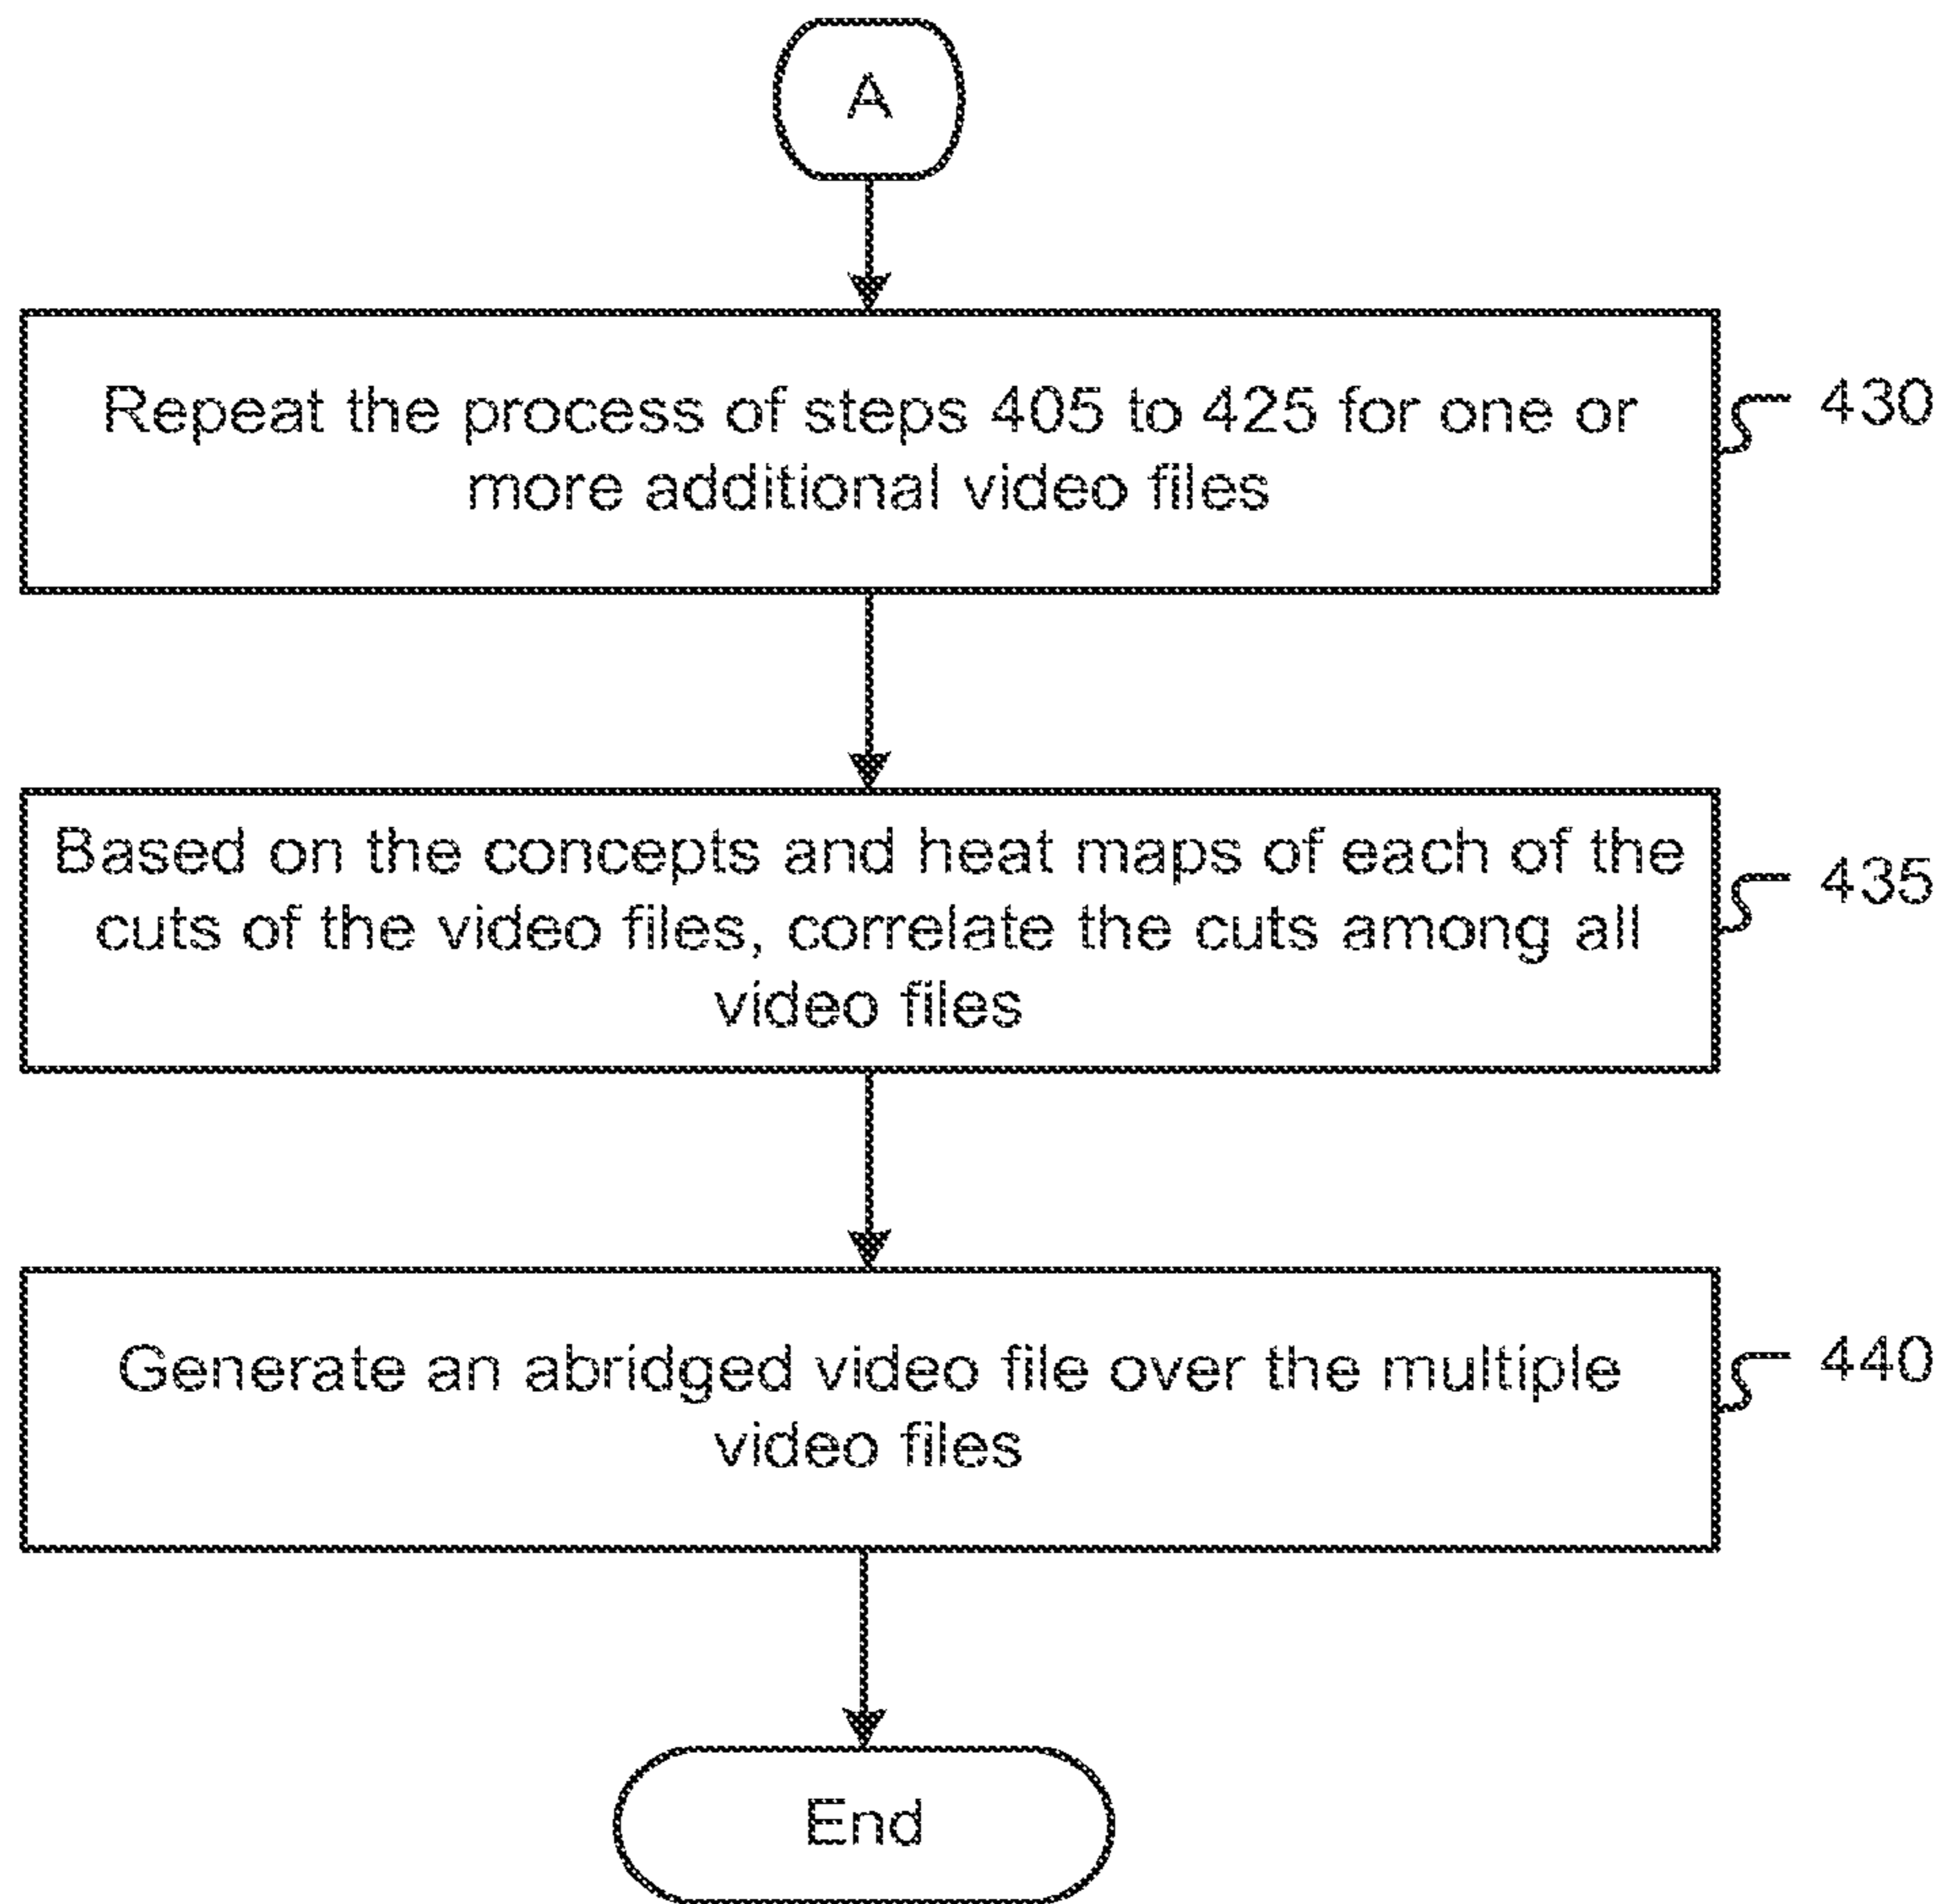 A
Repeat the process of steps 405 to 425 for one or
more additional video files
430
Based on the concepts and heat maps of each of the
cuts of the video files, correlate the cuts among all
video files
435
Generate an abridged video file over the multiple
video files
440
End